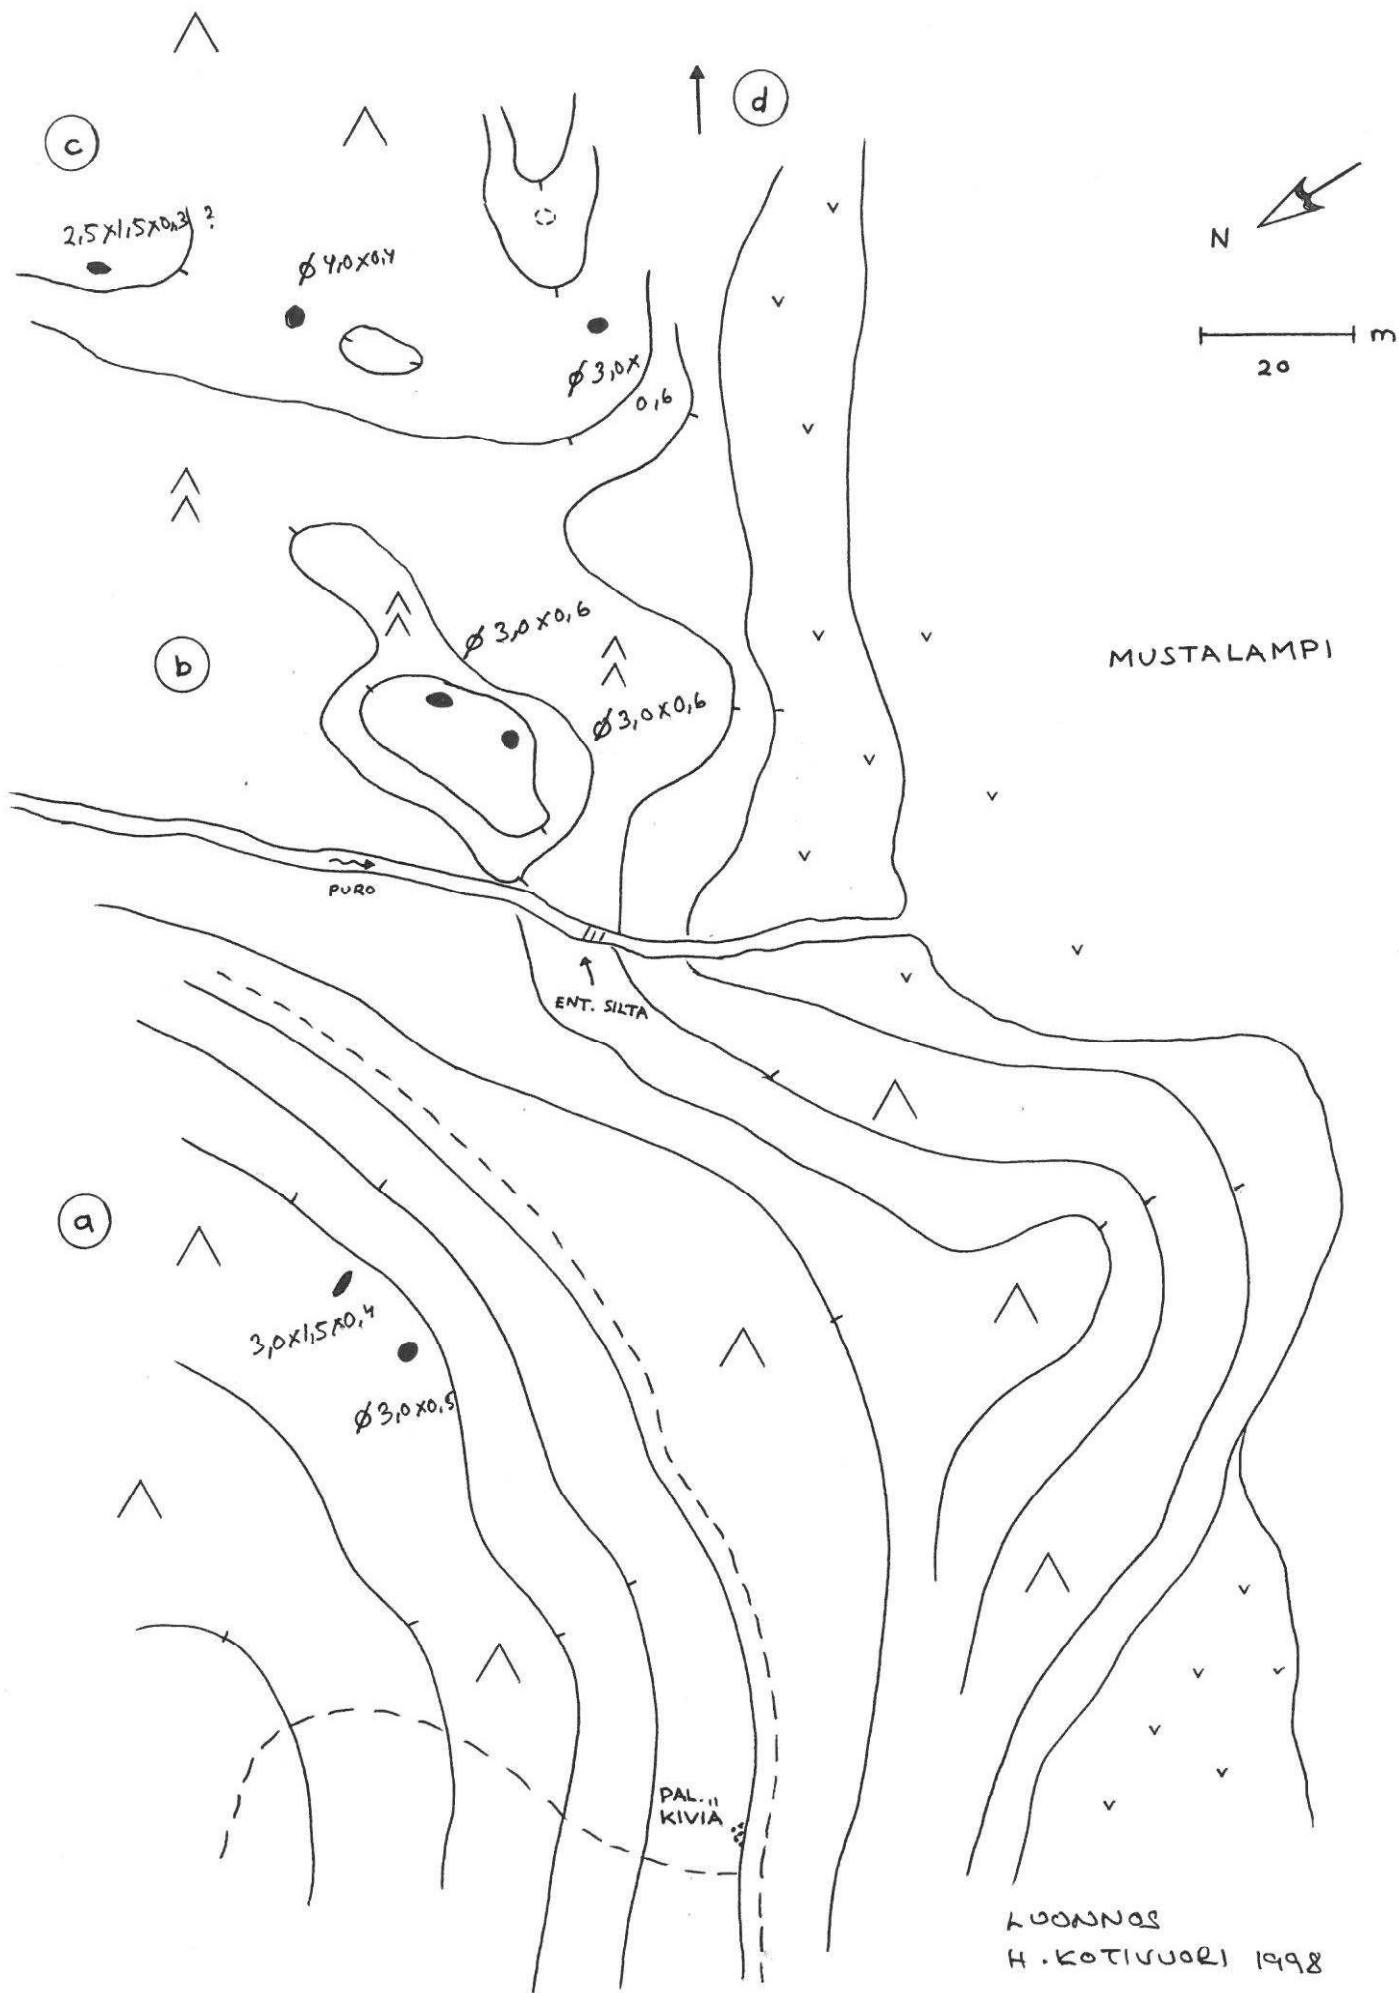 d
c
2,5x1,5x0,3 ?
ø 4,0x0,4
N
m
20
ø 3,0x
0,6
ø 3,0x0,6
b
MUSTALAMPI
ø 3,0x0,6
PURO
ENT. SILTA
a
3,0x1,5x0,4
ø 3,0x0,5
PAL.
KIVIÄ
LUONNOS
H. KOTIVUORI 1998